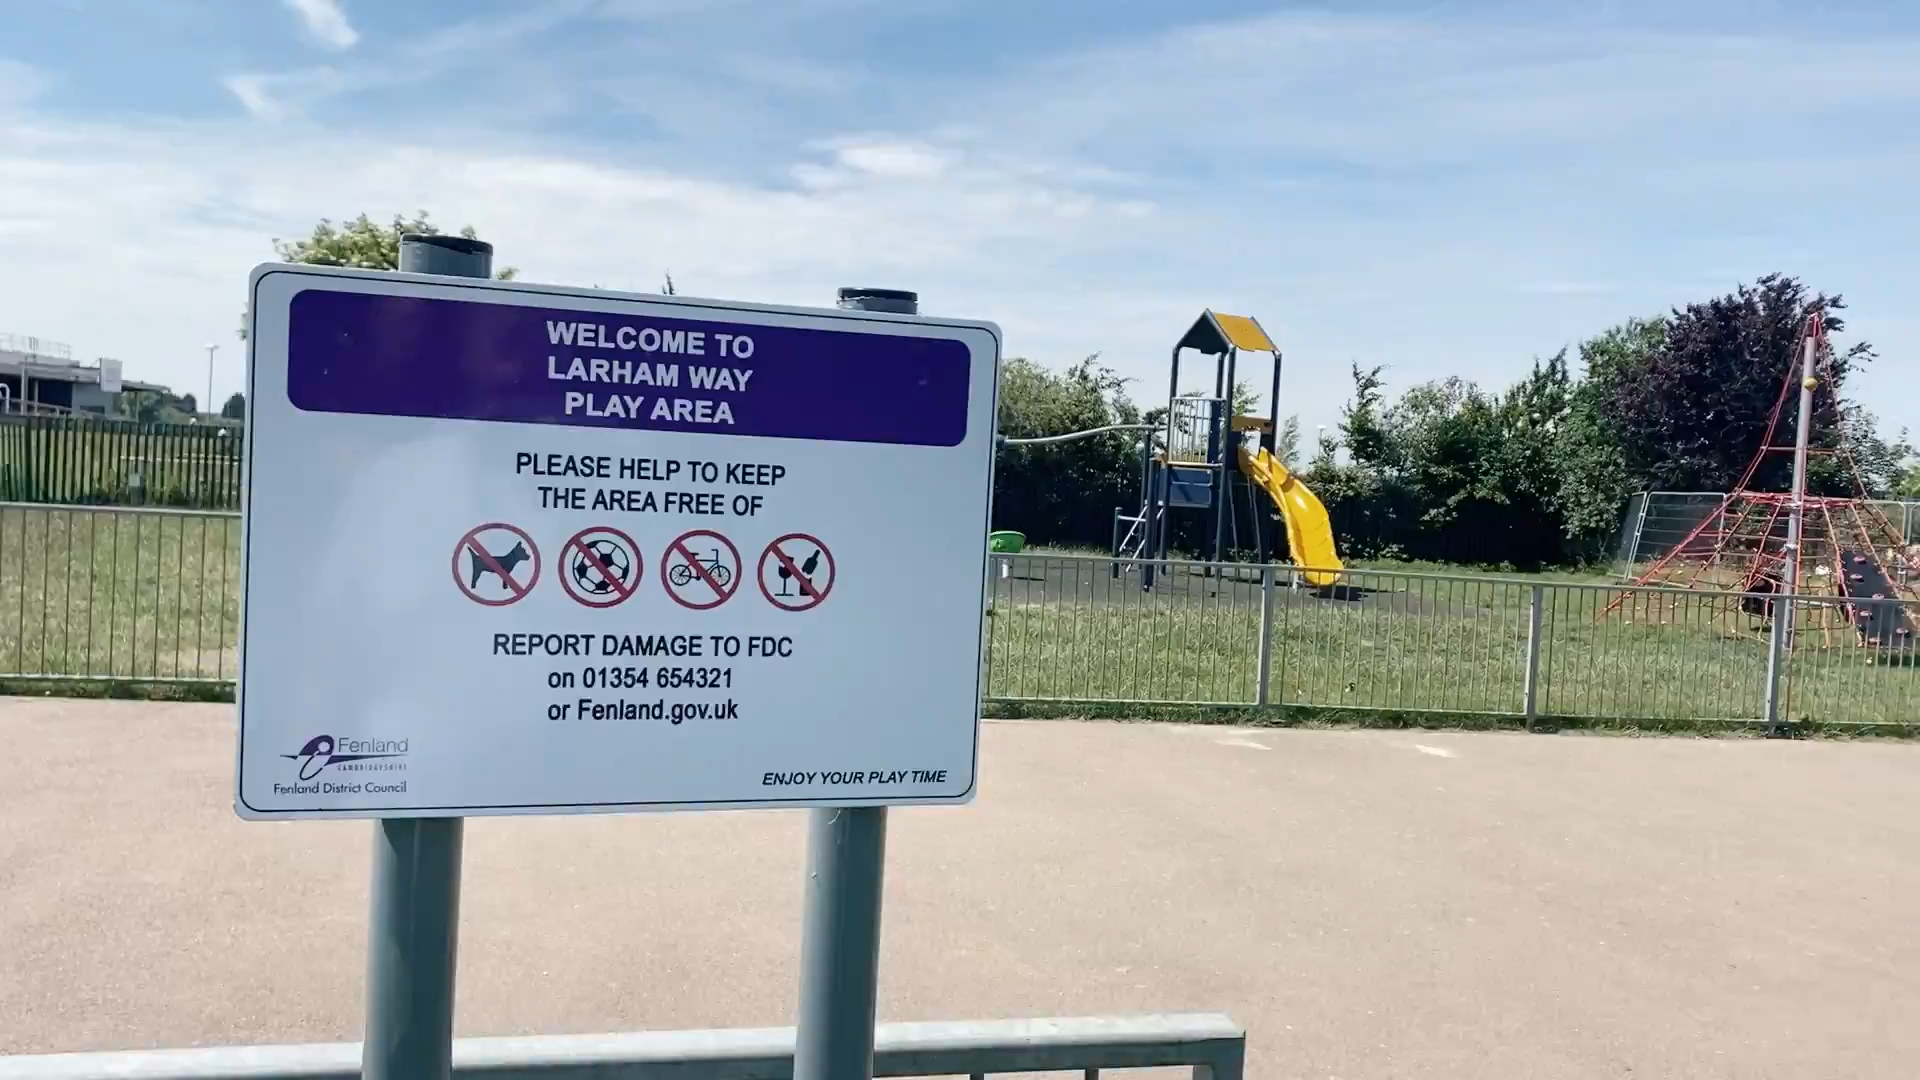 WELCOME TO
LARHAM WAY
PLAY AREA
PLEASE HELP TO KEEP
THE AREA FREE OF
REPORT DAMAGE TO FDC
on 01354 654321
or Fenland.gov.uk
Fenland
CAMBRIDGESHIRE
Fenland District Council
ENJOY YOUR PLAY TIME